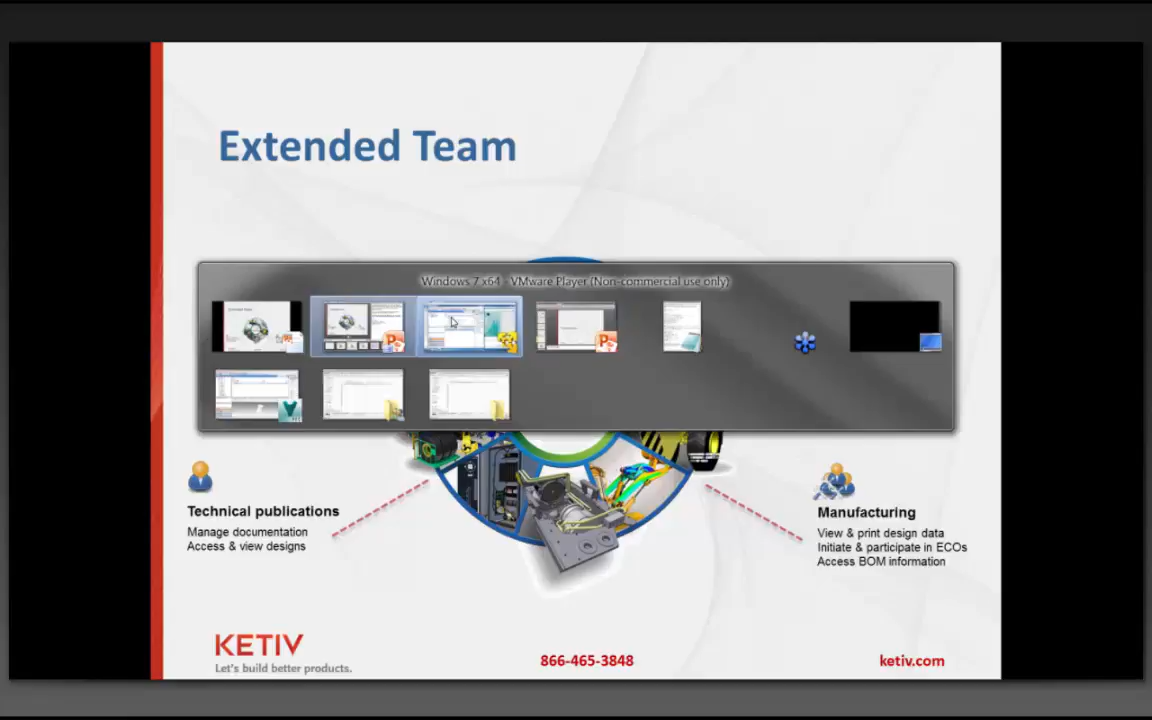 Extended Team
Windows 7 x64 - VMware Player (Non-commercial use only)
Technical publications
Manage documentation
Access & view designs
Manufacturing
View & print design data
Initiate & participate in ECOs
Access BOM information
KETIV
Let's build better products.
866-465-3848
ketiv.com